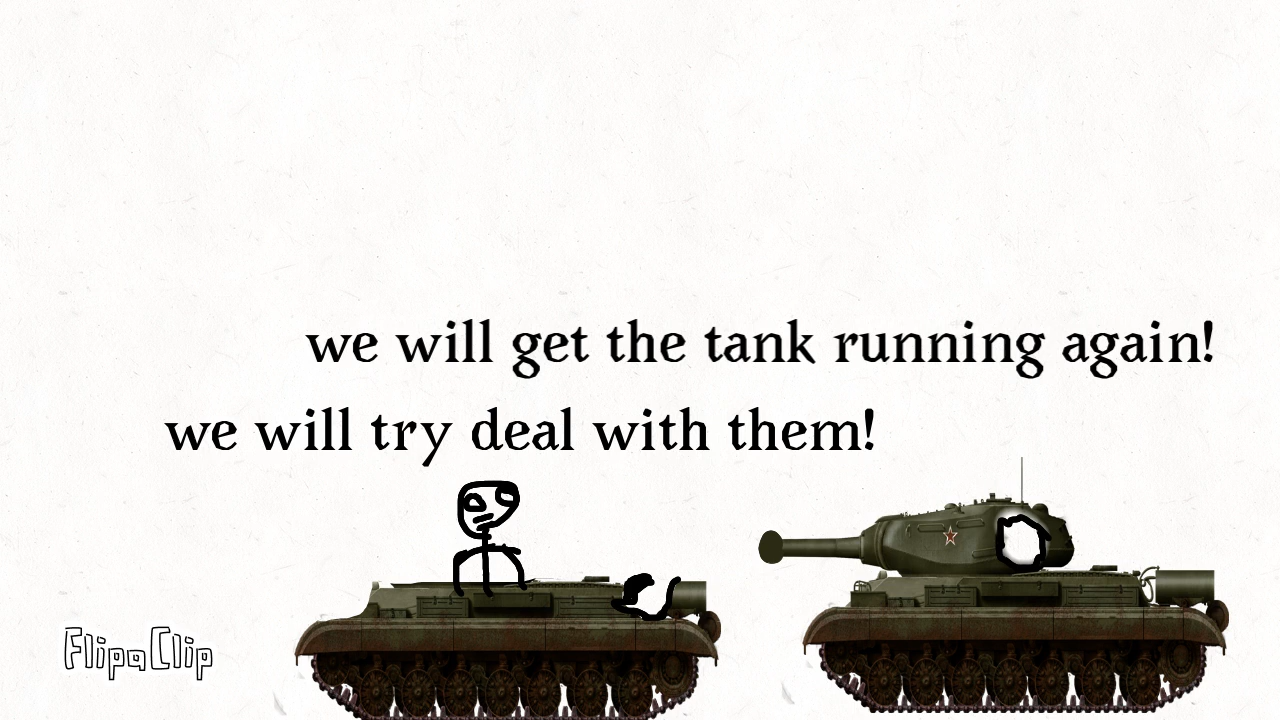 we will get the tank running again!
we will try deal with them!
FlipaClip